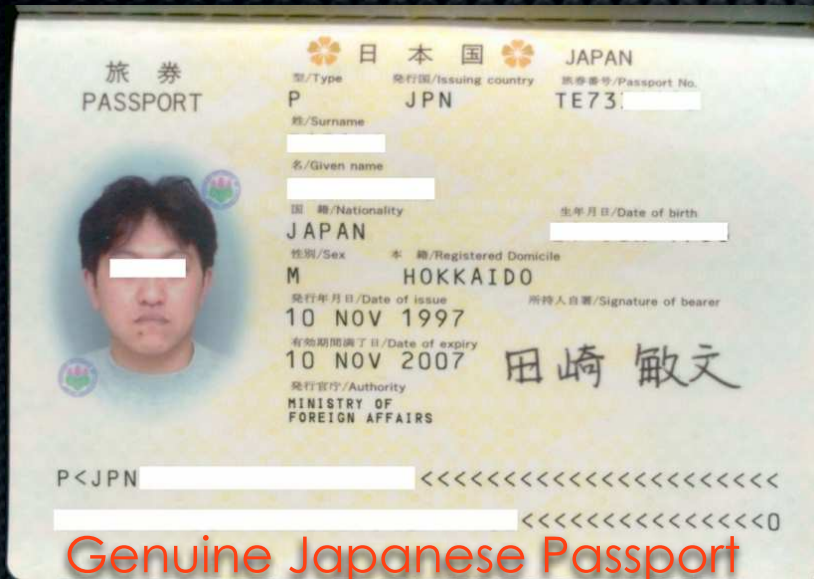 旅券
PASSPORT
日本国 JAPAN
型/Type 発行国/Issuing country 旅券番号/Passport No.
P JPN TE73
姓/Surname
名/Given name
国籍/Nationality 生年月日/Date of birth
JAPAN
性別/Sex 本籍/Registered Domicile
M HOKKAIDO
発行年月日/Date of issue 所持人自署/Signature of bearer
10 NOV 1997
有効期間満了日/Date of expiry
10 NOV 2007
田崎 敏文
発行官庁/Authority
MINISTRY OF
FOREIGN AFFAIRS
P<JPN <<<<<<<<<<<<<<<<<<<<<<<
<<<<<<<<<<<<<<<0
Genuine Japanese Passport